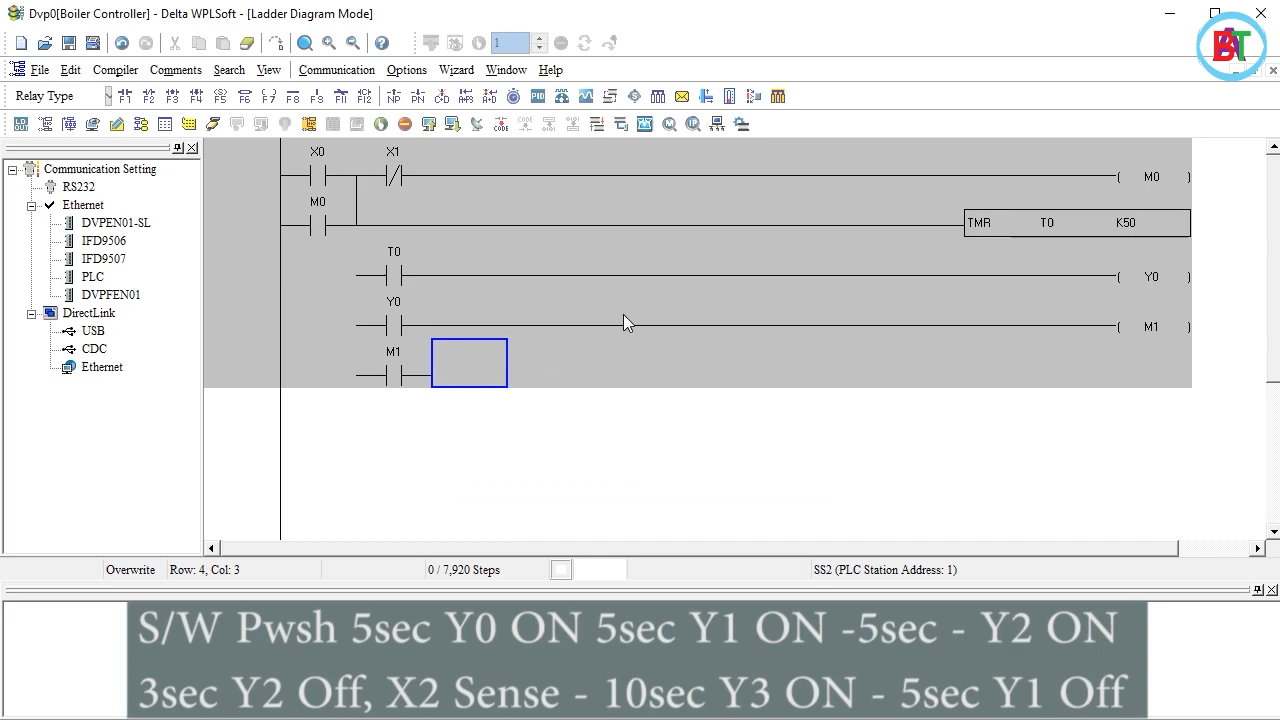 Dvp0[Boiler Controller] - Delta WPLSoft - [Ladder Diagram Mode]
1
File Edit Compiler Comments Search View Communication Options Wizard Window Help
Relay Type
Communication Setting
RS232
Ethernet
DVPEN01-SL
IFD9506
IFD9507
PLC
DVPFEN01
DirectLink
USB
CDC
Ethernet
X0 X1
M0
M0
TMR T0 K50
T0
Y0
Y0
M1
M1
Overwrite Row: 4, Col: 3 0 / 7,920 Steps SS2 (PLC Station Address: 1)
S/W Pwsh 5sec Y0 ON 5sec Y1 ON -5sec - Y2 ON
3sec Y2 Off, X2 Sense - 10sec Y3 ON - 5sec Y1 Off